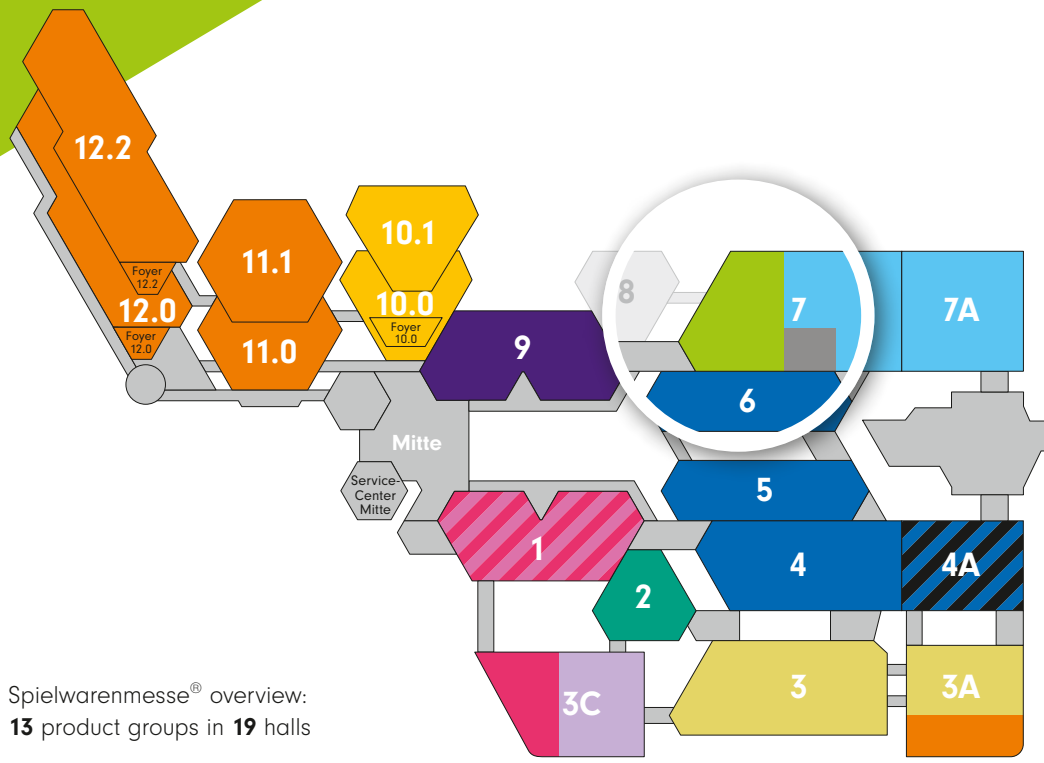 12.2
10.1
11.1
Foyer
12.2
8
10.0
7
7A
12.0
Foyer
10.0
Foyer
12.0
11.0
9
6
Mitte
Service-
Center
Mitte
5
1
4
4A
2
3C
3
3A
Spielwarenmesse® overview:
13 product groups in 19 halls